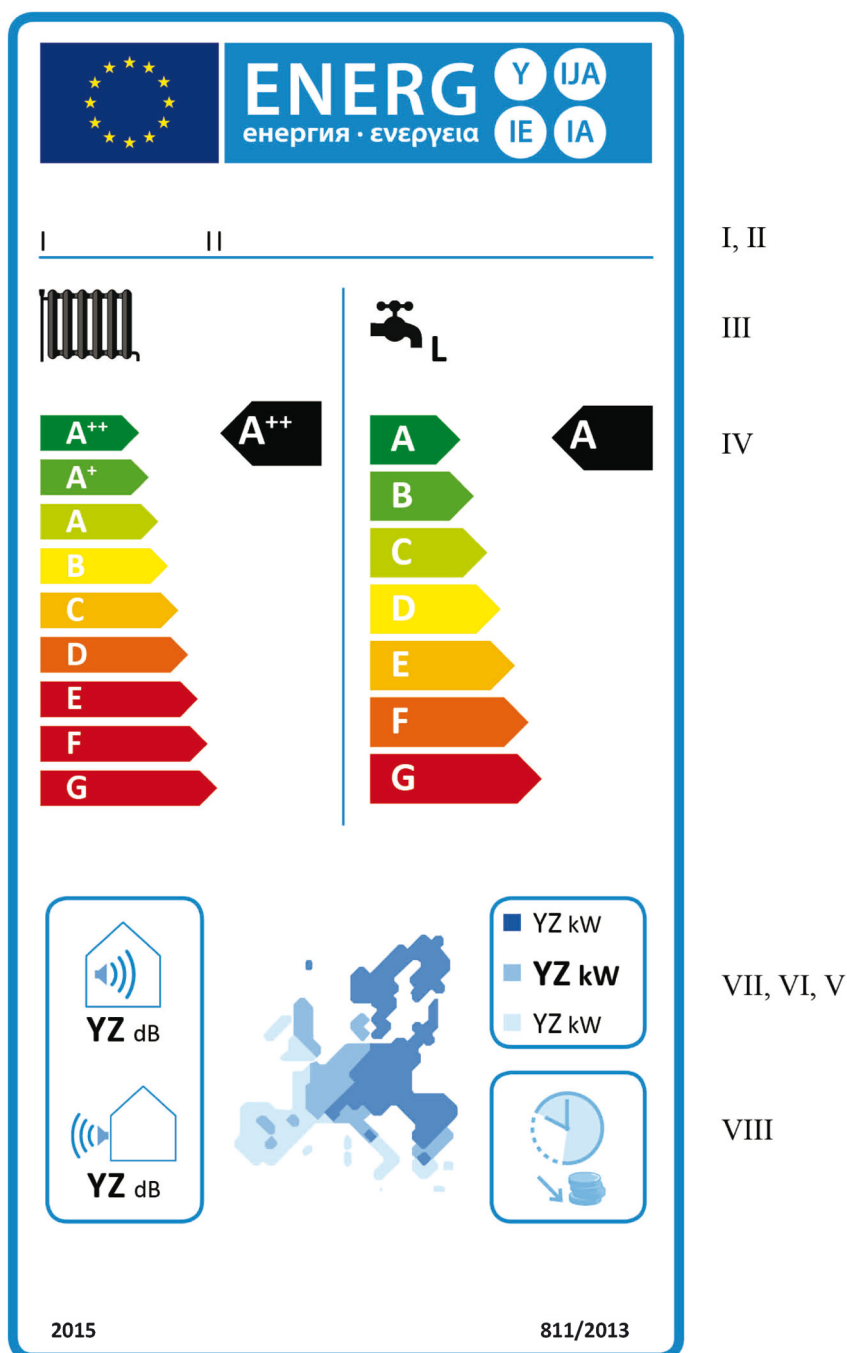 ENERG Y IJA
енергия · ενεργεια IE IA
I II I, II
L III
A++ A++ A A IV
A+ B
A C
B D
C E
D F
E G
F
G
YZ kW
YZ kW VII, VI, V
YZ kW
YZ dB
VIII
YZ dB
2015 811/2013